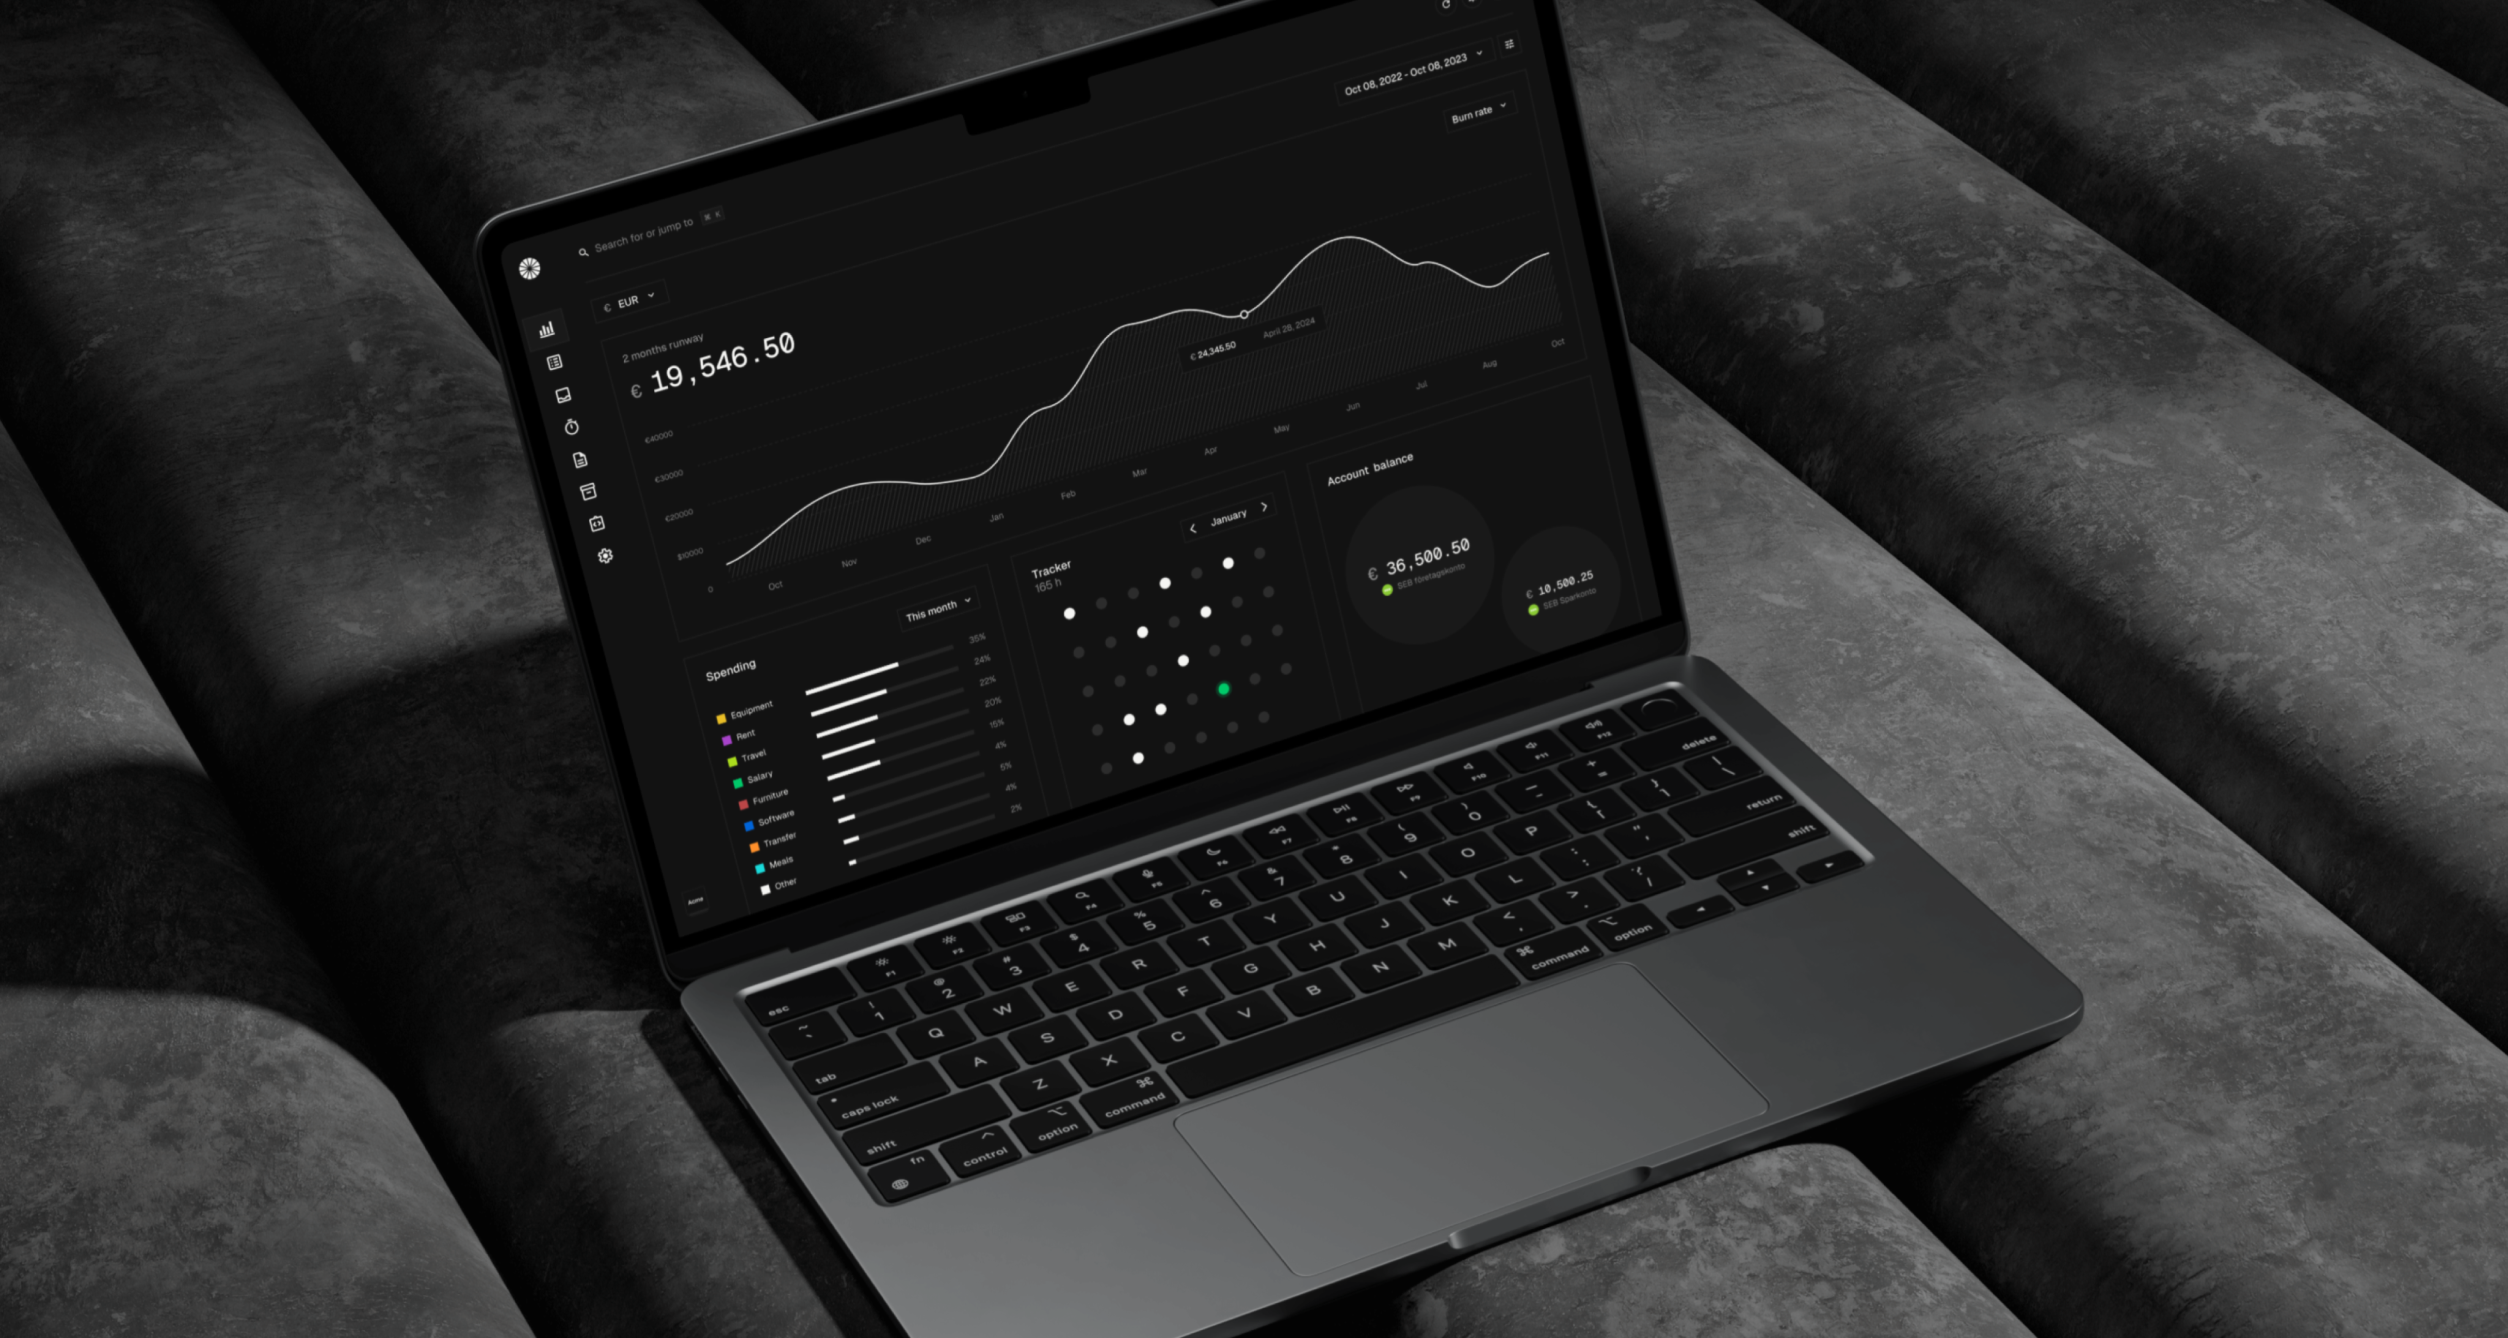 Search for or jump to ⌘ K
Oct 08, 2022 - Oct 08, 2023
€ EUR
Burn rate
2 months runway
€ 19,546.50
€40000
€30000
€20000
$10000
0
€ 24,345.50 April 28, 2024
Oct Nov Dec Jan Feb Mar Apr May Jun Jul Aug Oct
Spending
This month
Equipment 35%
Rent 24%
Travel 22%
Salary 20%
Furniture 15%
Software 4%
Transfer 5%
Meals 4%
Other 2%
Tracker
165 h
January
Account balance
€ 36,500.50
SEB företagskonto
€ 10,500.25
SEB Sparkonto
Acme
esc F1 F2 F3 F4 F5 F6 F7 F8 F9 F10 F11 F12
~ ` ! 1 @ 2 # 3 $ 4 % 5 ^ 6 & 7 * 8 ( 9 ) 0 _ - + = delete
tab Q W E R T Y U I O P { [ } ] | \
caps lock A S D F G H J K L : ; " ' return
shift Z X C V B N M < , > . ? / shift
fn control option ⌘ command ⌘ command option